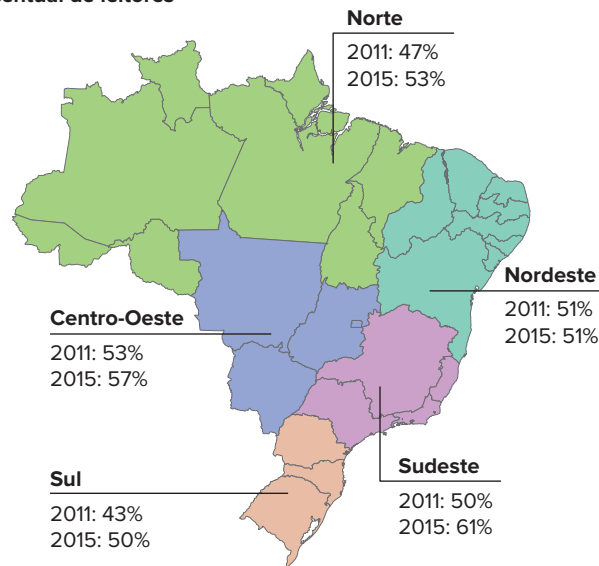 Norte
2011: 47%
2015: 53%
Nordeste
2011: 51%
2015: 51%
Centro-Oeste
2011: 53%
2015: 57%
Sudeste
2011: 50%
2015: 61%
Sul
2011: 43%
2015: 50%